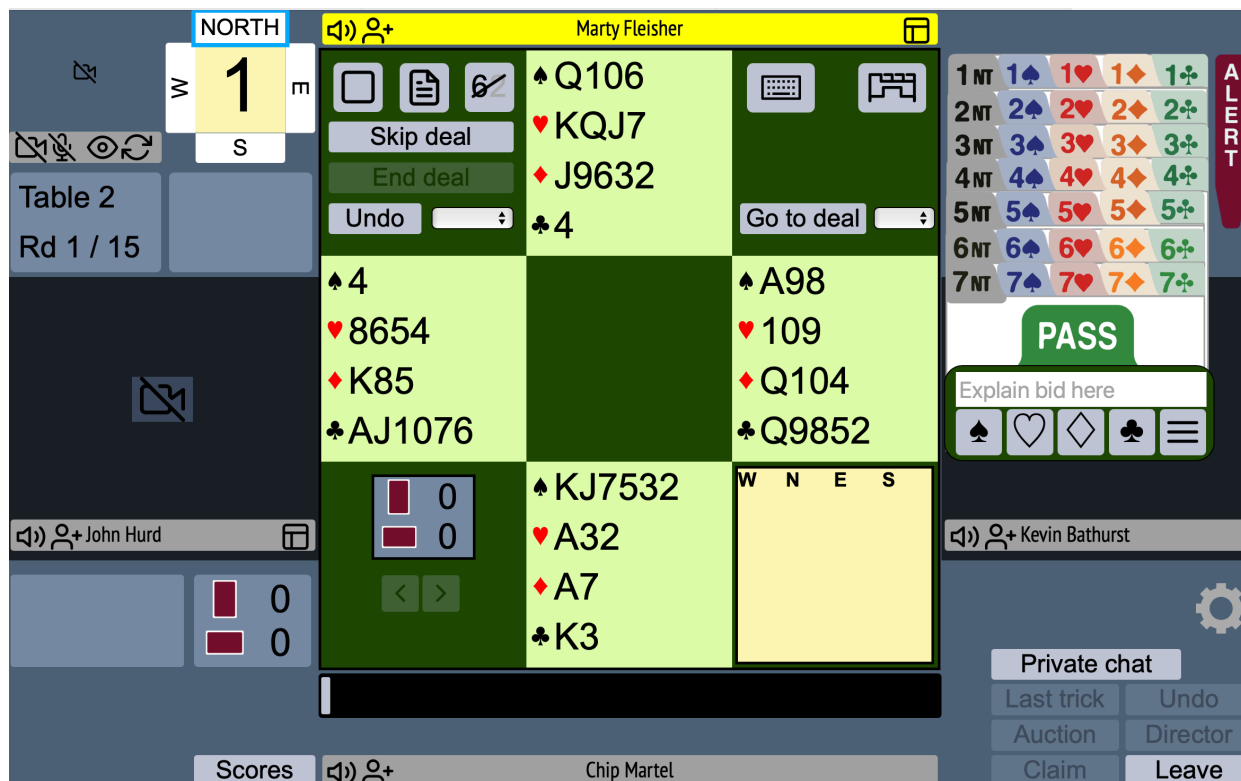 NORTH
W
1
E
S
Table 2
Rd 1 / 15
Marty Fleisher
62
Skip deal
End deal
Undo
Go to deal
♠Q106
♥KQJ7
♦J9632
♣4
♠4
♥8654
♦K85
♣AJ1076
♠A98
♥109
♦Q104
♣Q9852
♠KJ7532
♥A32
♦A7
♣K3
0
0
< >
W N E S
John Hurd
0
0
Scores
Chip Martel
1NT 1♠ 1♥ 1♦ 1♣
2NT 2♠ 2♥ 2♦ 2♣
3NT 3♠ 3♥ 3♦ 3♣
4NT 4♠ 4♥ 4♦ 4♣
5NT 5♠ 5♥ 5♦ 5♣
6NT 6♠ 6♥ 6♦ 6♣
7NT 7♠ 7♥ 7♦ 7♣
ALERT
PASS
Explain bid here
♠ ♡ ♢ ♣
Kevin Bathurst
Private chat
Last trick Undo
Auction Director
Claim Leave